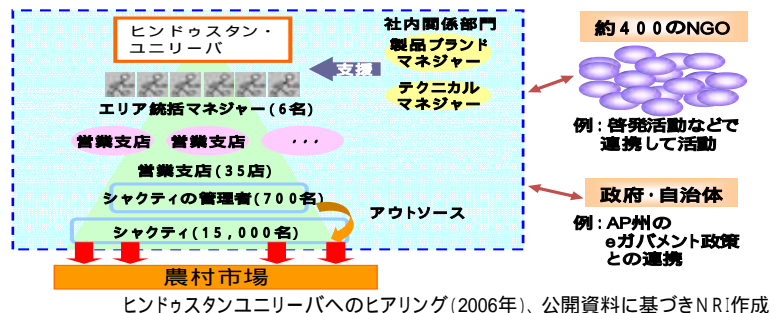 ヒンドゥスタン・
ユニリーバ
社内関係部門
製品ブランド
マネジャー
支援
テクニカル
マネジャー
エリア統括マネジャー(6名)
営業支店
営業支店
・・・
営業支店(35店)
シャクティの管理者(700名)
アウトソース
シャクティ(15,000名)
農村市場
約400のNGO
例:啓発活動などで
連携して活動
政府・自治体
例:AP州の
eガバメント政策
との連携
ヒンドゥスタンユニリーバへのヒアリング(2006年)、公開資料に基づきNRI作成